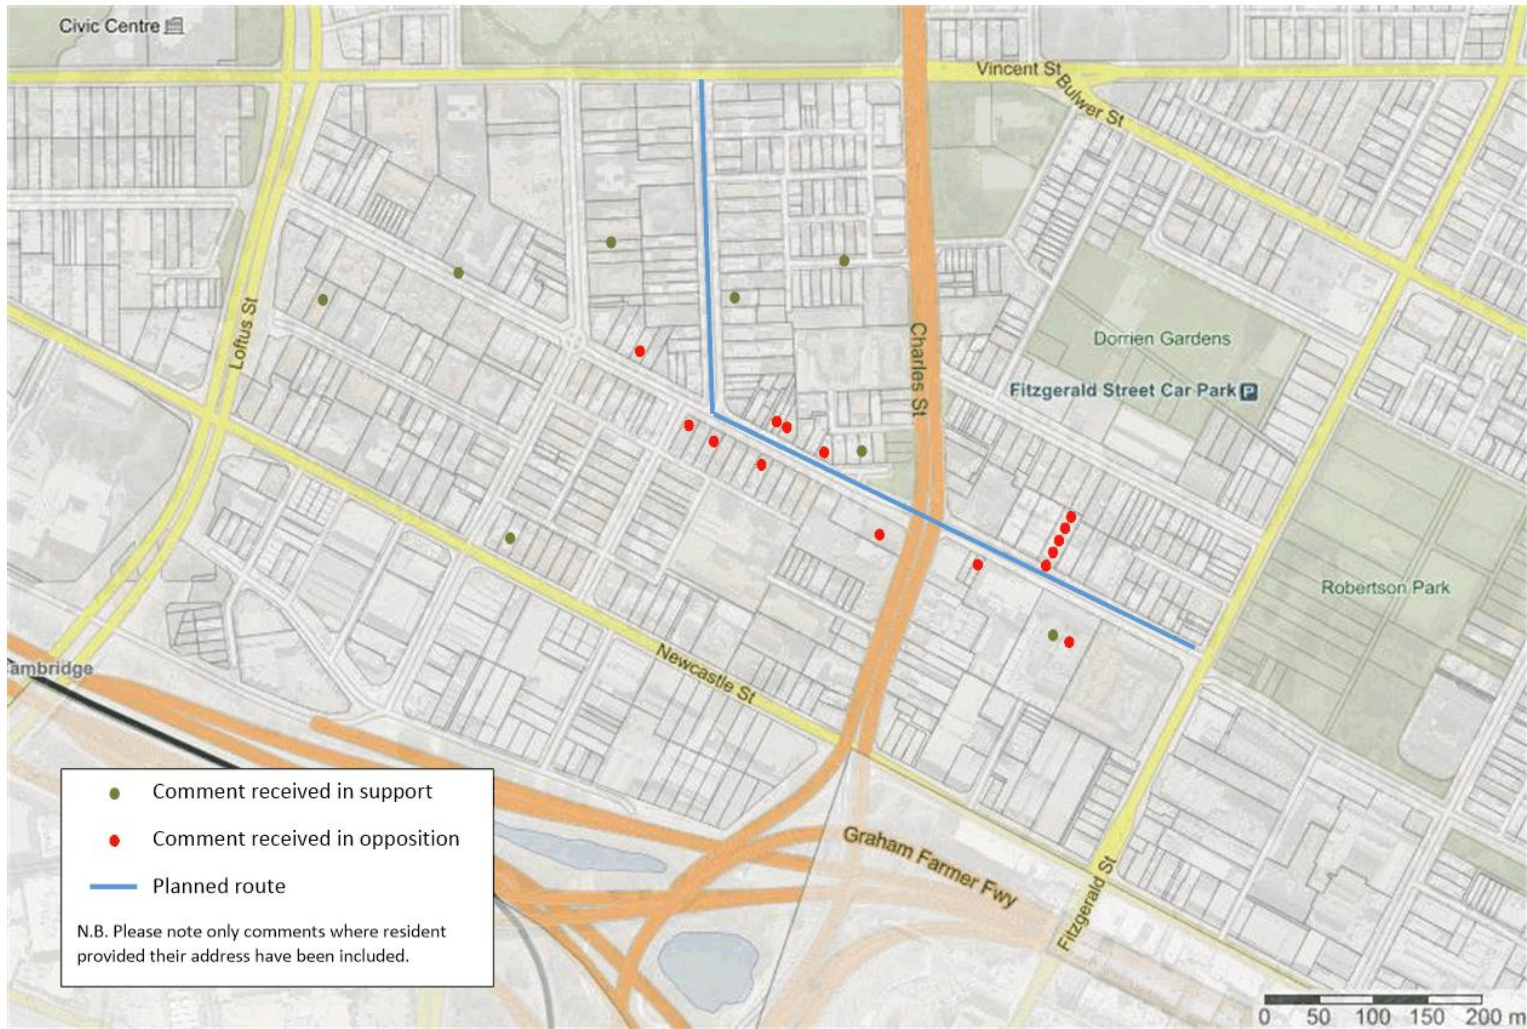 Civic Centre
Vincent St
Bulwer St
Loftus St
Charles St
Dorrien Gardens
Fitzgerald Street Car Park P
Robertson Park
ambridge
Newcastle St
Graham Farmer Fwy
Fitzgerald St
Comment received in support
Comment received in opposition
Planned route
N.B. Please note only comments where resident
provided their address have been included.
0 50 100 150 200 m